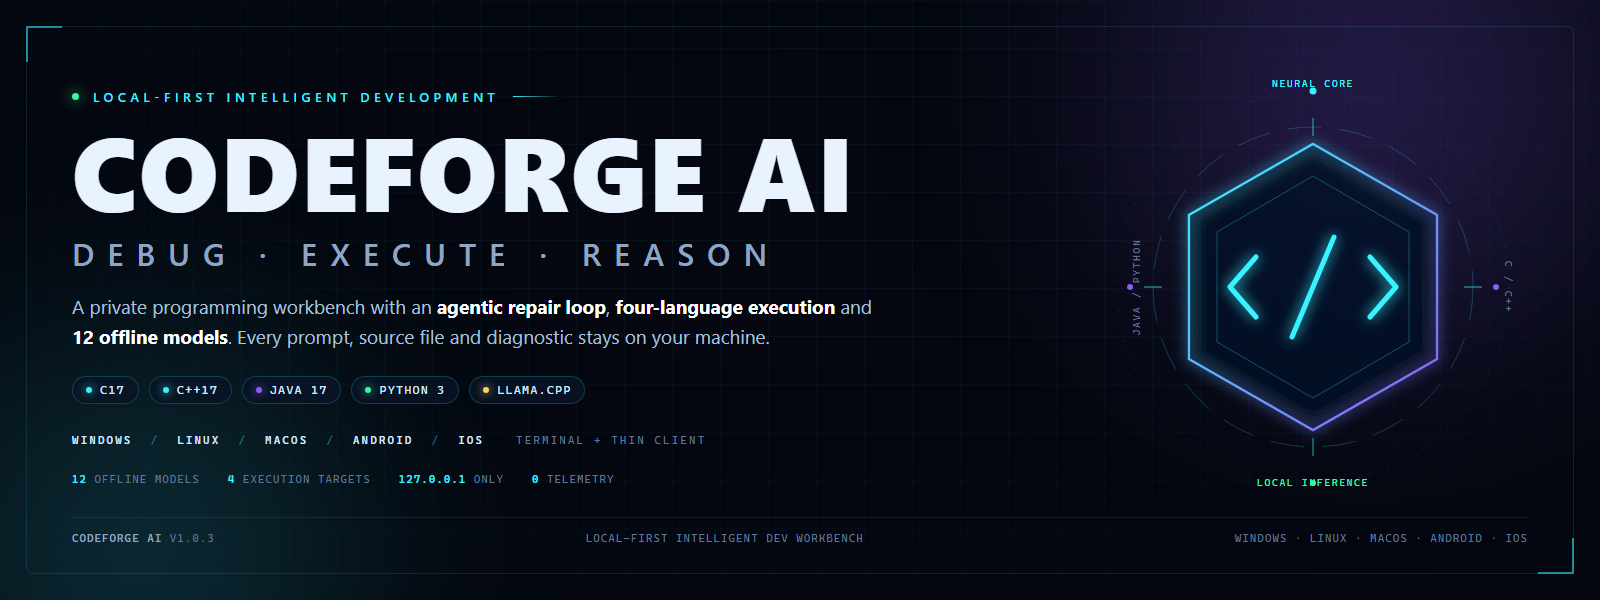 LOCAL-FIRST INTELLIGENT DEVELOPMENT
CODEFORGE AI
DEBUG · EXECUTE · REASON
A private programming workbench with an agentic repair loop, four-language execution and
12 offline models. Every prompt, source file and diagnostic stays on your machine.
C17 C++17 JAVA 17 PYTHON 3 LLAMA.CPP
WINDOWS / LINUX / MACOS / ANDROID / IOS TERMINAL + THIN CLIENT
12 OFFLINE MODELS 4 EXECUTION TARGETS 127.0.0.1 ONLY 0 TELEMETRY
NEURAL CORE
JAVA / PYTHON
</>
C / C++
LOCAL INFERENCE
CODEFORGE AI V1.0.3
LOCAL-FIRST INTELLIGENT DEV WORKBENCH
WINDOWS · LINUX · MACOS · ANDROID · IOS